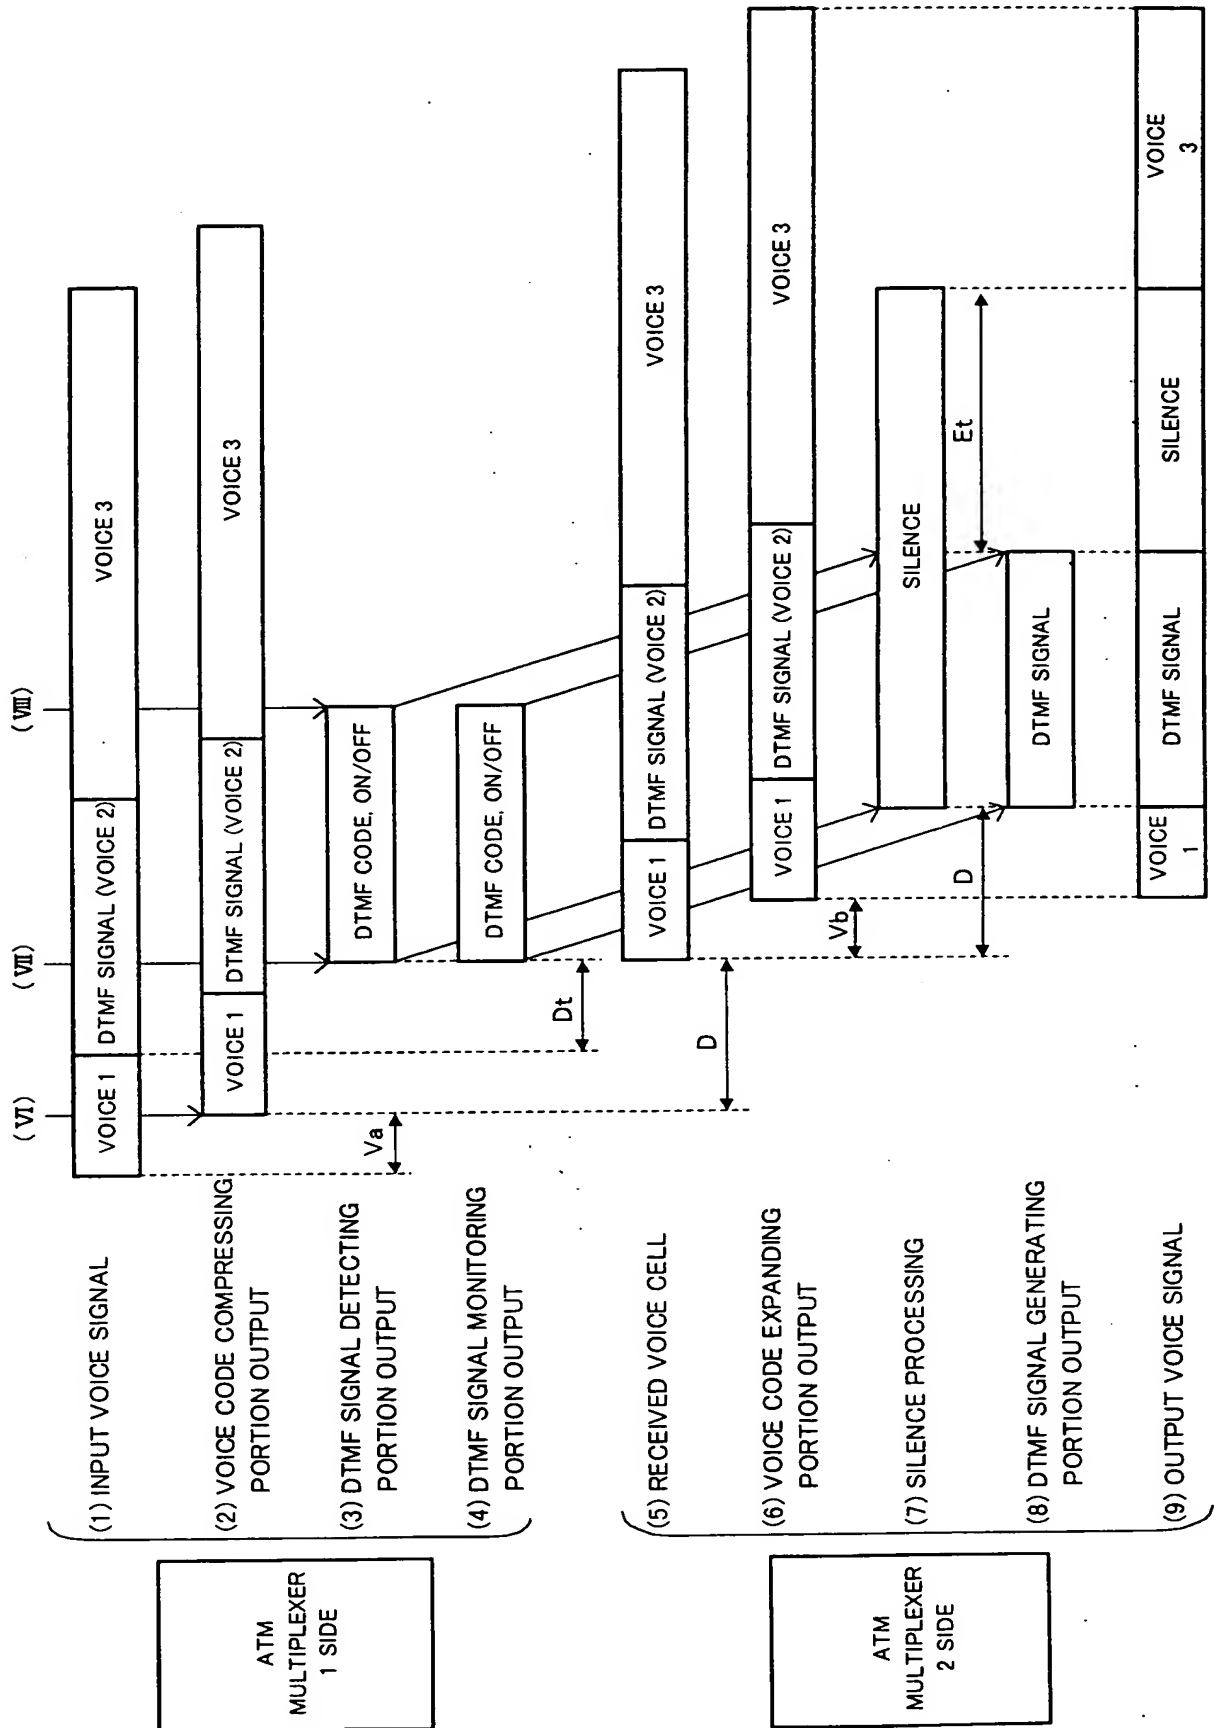 (VI)
(VII)
(VIII)
ATM
MULTIPLEXER
1 SIDE
(1) INPUT VOICE SIGNAL
VOICE 1
DTMF SIGNAL (VOICE 2)
VOICE 3
(2) VOICE CODE COMPRESSING
PORTION OUTPUT
VOICE 1
DTMF SIGNAL (VOICE 2)
VOICE 3
Va
(3) DTMF SIGNAL DETECTING
PORTION OUTPUT
DTMF CODE, ON/OFF
(4) DTMF SIGNAL MONITORING
PORTION OUTPUT
DTMF CODE, ON/OFF
Dt
ATM
MULTIPLEXER
2 SIDE
(5) RECEIVED VOICE CELL
VOICE 1
DTMF SIGNAL (VOICE 2)
VOICE 3
D
(6) VOICE CODE EXPANDING
PORTION OUTPUT
VOICE 1
DTMF SIGNAL (VOICE 2)
VOICE 3
Vb
(7) SILENCE PROCESSING
SILENCE
D
Et
(8) DTMF SIGNAL GENERATING
PORTION OUTPUT
DTMF SIGNAL
(9) OUTPUT VOICE SIGNAL
VOICE
1
DTMF SIGNAL
SILENCE
VOICE
3